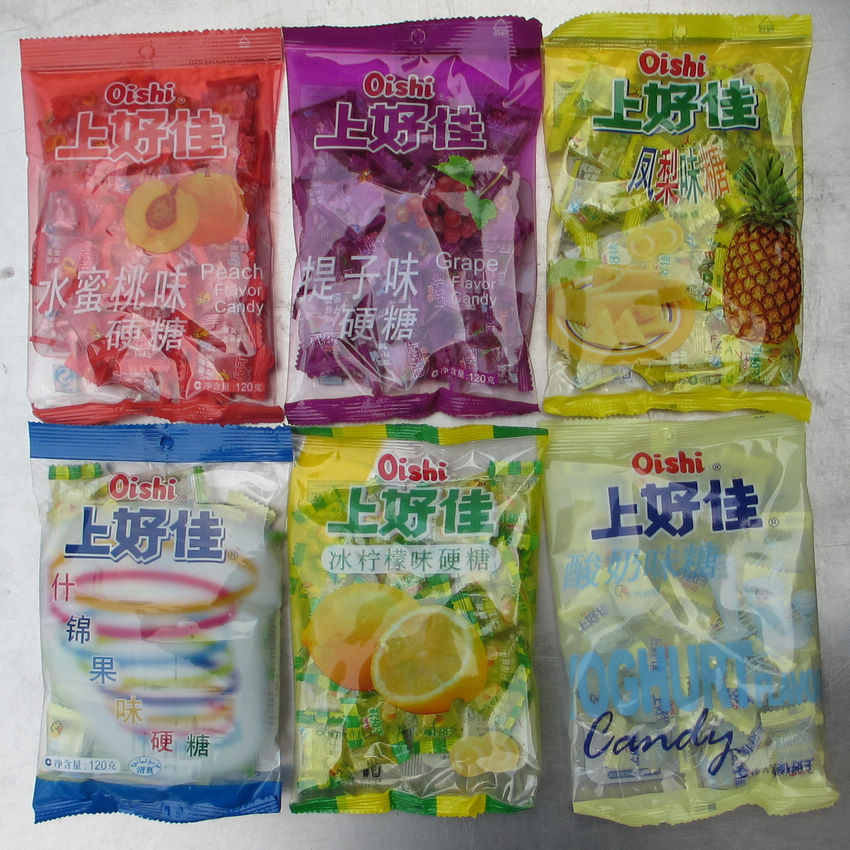 Oishi
上好佳
水蜜桃味
硬糖
Peach
Flavor
Candy
净含量:120克
Oishi
上好佳
提子味
硬糖
Grape
Flavor
Candy
净含量:120克
Oishi
上好佳
凤梨味糖
Oishi
上好佳
什锦果味硬糖
净含量:120克
清真
Oishi
上好佳
冰柠檬味硬糖
Oishi
上好佳
酸奶味糖
YOGHURT
Candy